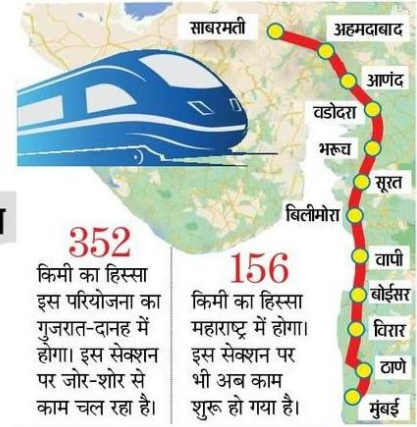 साबरमती
अहमदाबाद
आणंद
वडोदरा
भरूच
सूरत
बिलीमोरा
वापी
बोईसर
विरार
ठाणे
मुंबई
352
किमी का हिस्सा
इस परियोजना का
गुजरात-दानह में
होगा। इस सेक्शन
पर जोर-शोर से
काम चल रहा है।
156
किमी का हिस्सा
महाराष्ट्र में होगा।
इस सेक्शन पर
भी अब काम
शुरू हो गया है।